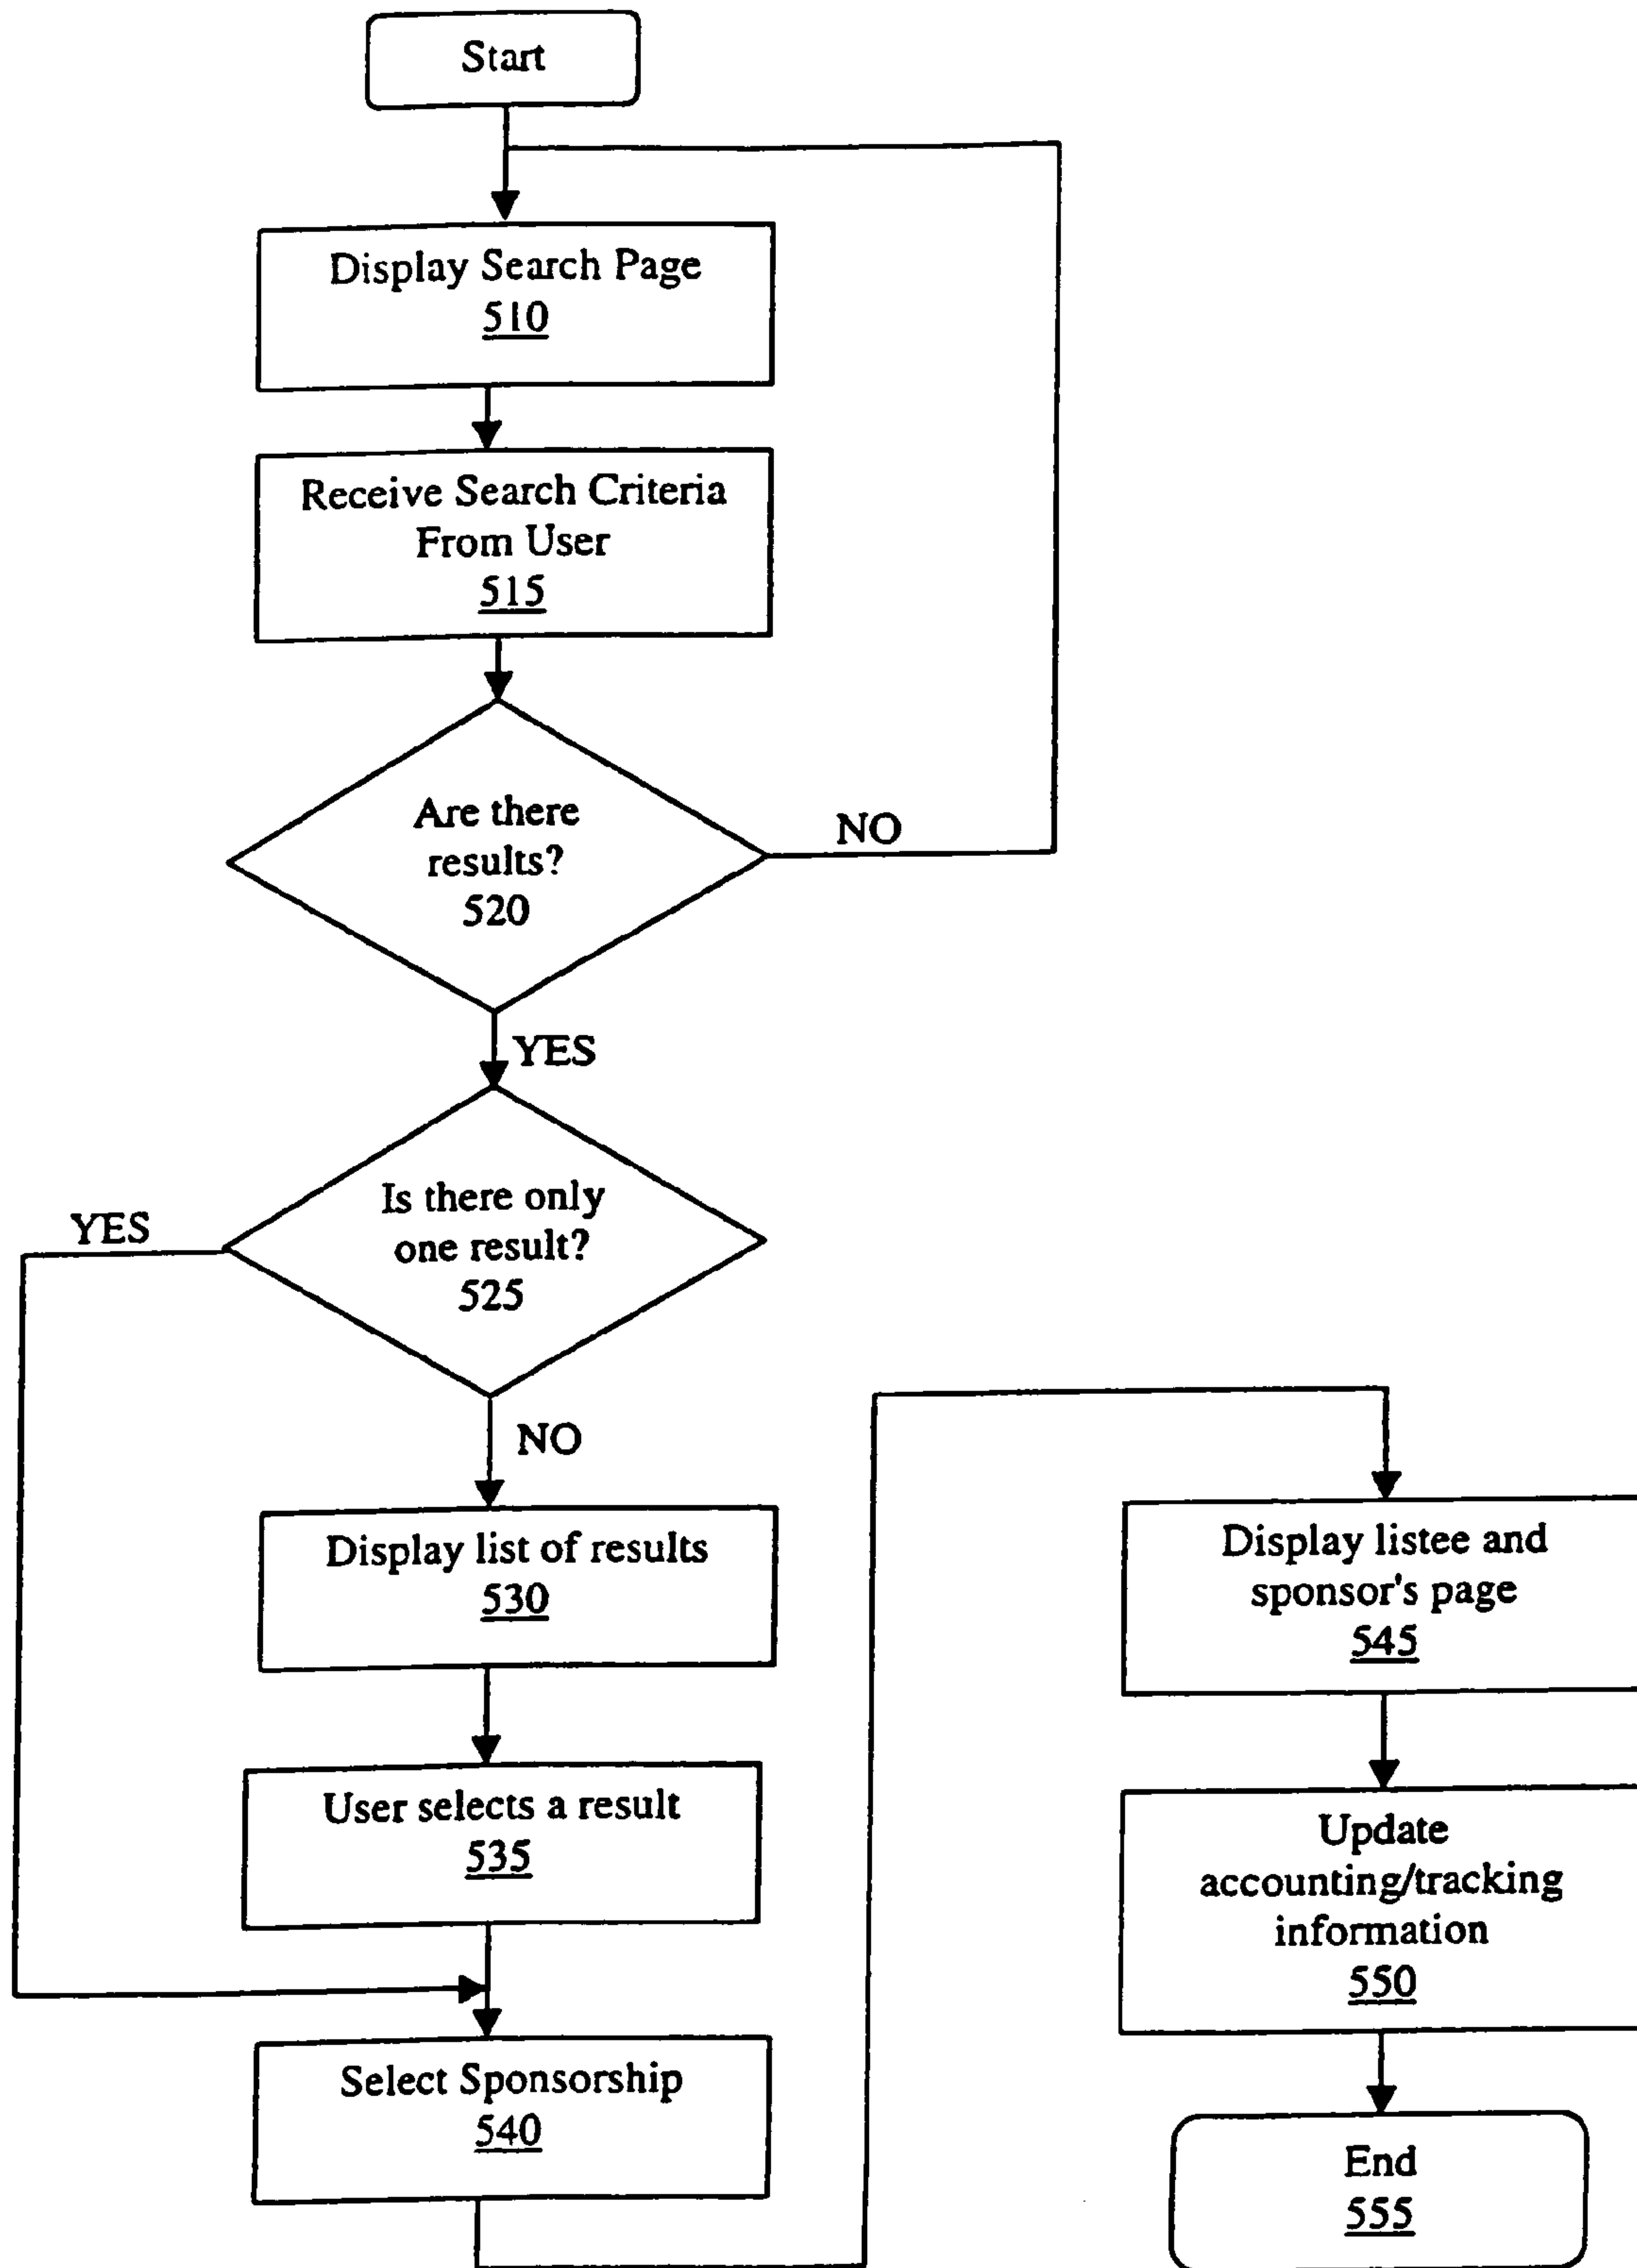 Start
Display Search Page
510
Receive Search Criteria
From User
515
Are there
results?
520
NO
YES
Is there only
one result?
525
YES
NO
Display list of results
530
User selects a result
535
Select Sponsorship
540
Display listee and
sponsor's page
545
Update
accounting/tracking
information
550
End
555